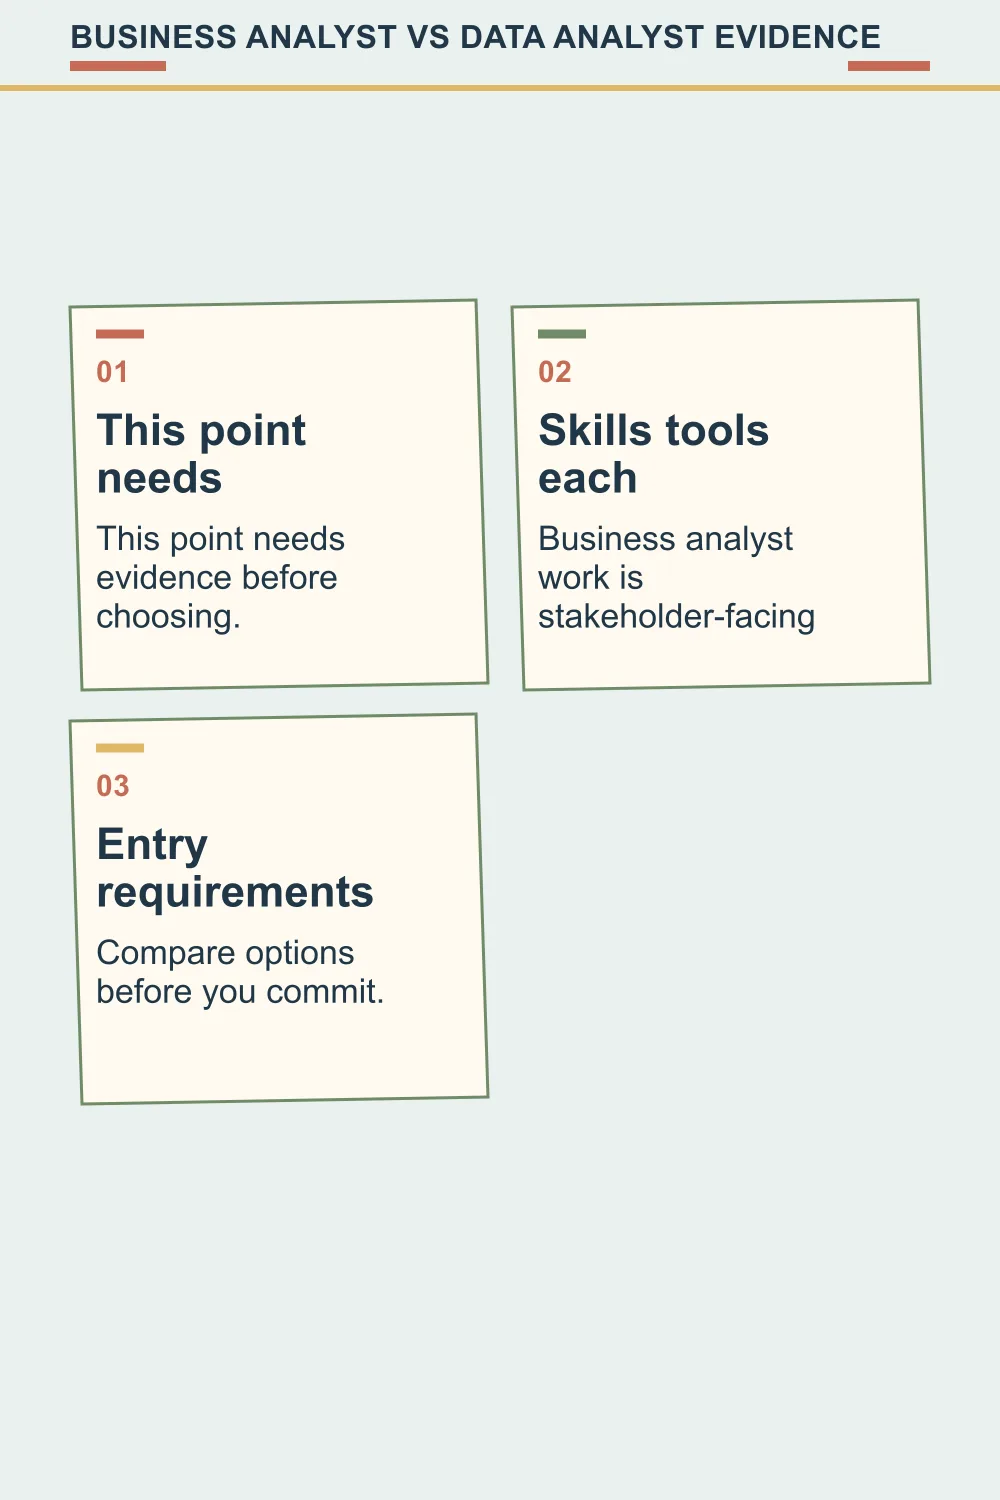 BUSINESS ANALYST VS DATA ANALYST EVIDENCE
01
This point
needs
This point needs
evidence before
choosing.
02
Skills tools
each
Business analyst
work is
stakeholder-facing
03
Entry
requirements
Compare options
before you commit.